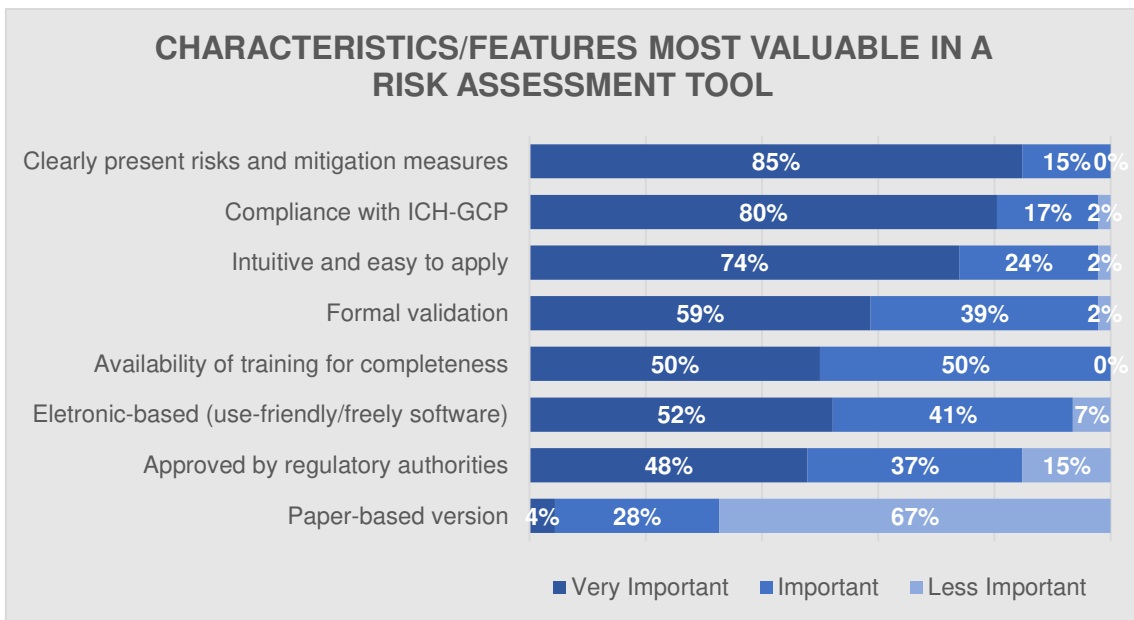 CHARACTERISTICS/FEATURES MOST VALUABLE IN A
RISK ASSESSMENT TOOL
Clearly present risks and mitigation measures 85% 15% 0%
Compliance with ICH-GCP 80% 17% 2%
Intuitive and easy to apply 74% 24% 2%
Formal validation 59% 39% 2%
Availability of training for completeness 50% 50% 0%
Eletronic-based (use-friendly/freely software) 52% 41% 7%
Approved by regulatory authorities 48% 37% 15%
Paper-based version 4% 28% 67%
Very Important Important Less Important